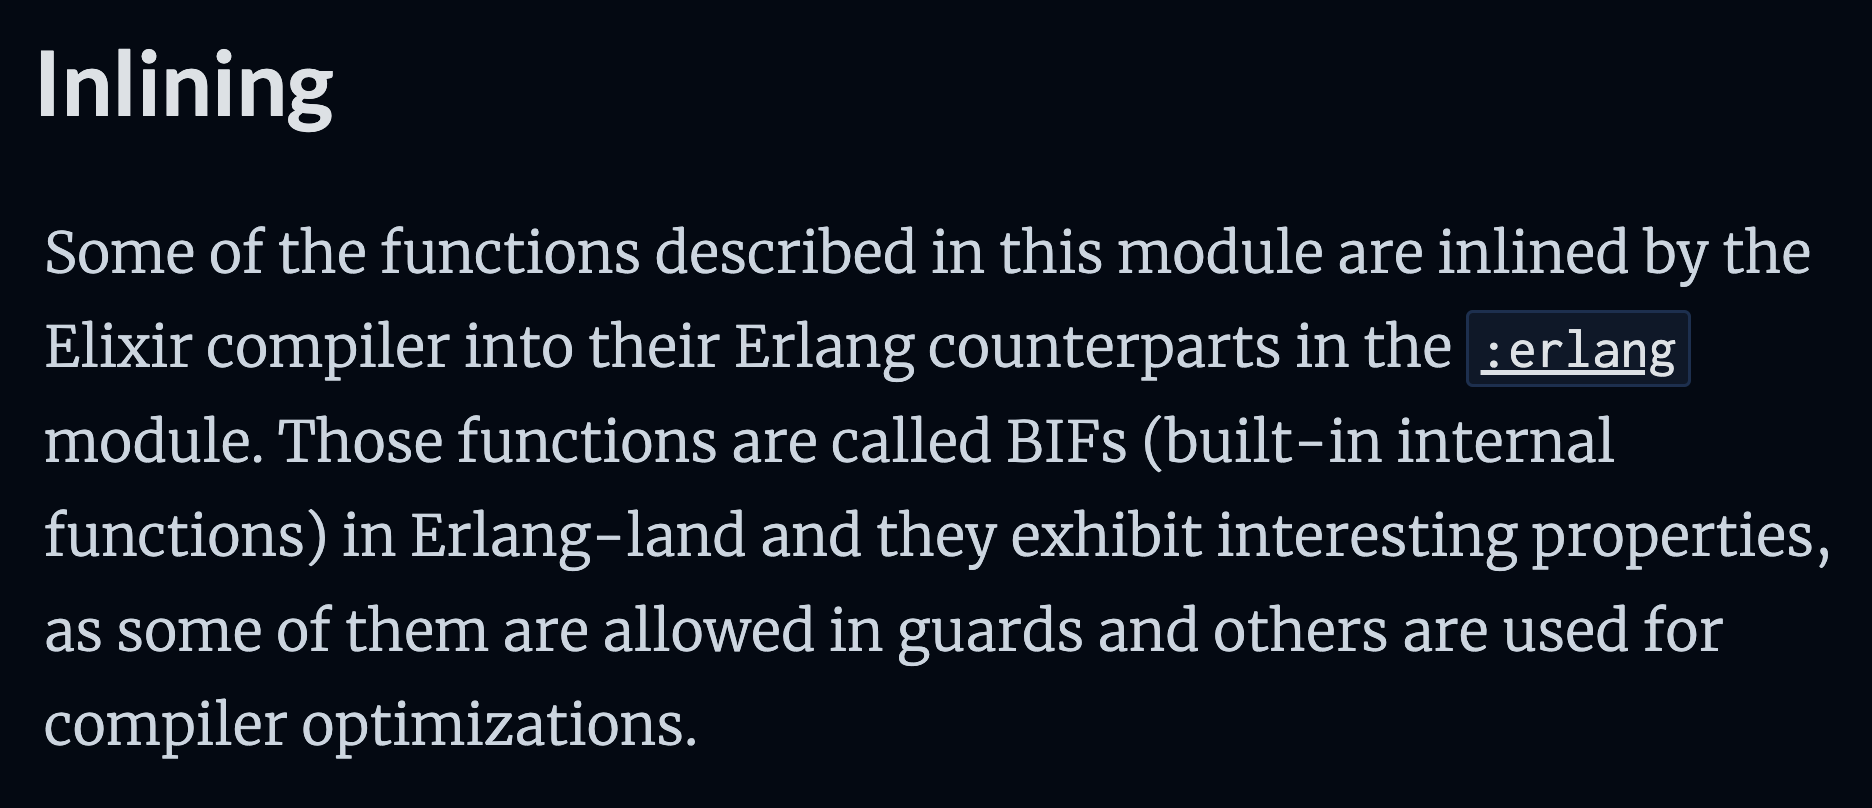 Inlining
Some of the functions described in this module are inlined by the
Elixir compiler into their Erlang counterparts in the :erlang
module. Those functions are called BIFs (built-in internal
functions) in Erlang-land and they exhibit interesting properties,
as some of them are allowed in guards and others are used for
compiler optimizations.